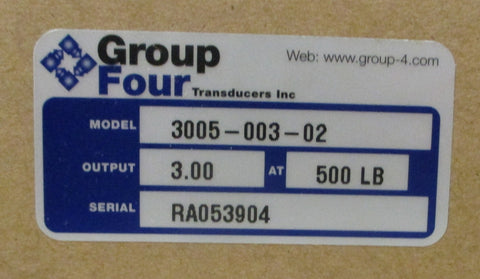 Group
Four Transducers Inc
Web: www.group-4.com
MODEL 3005-003-02
OUTPUT 3.00 AT 500 LB
SERIAL RA053904